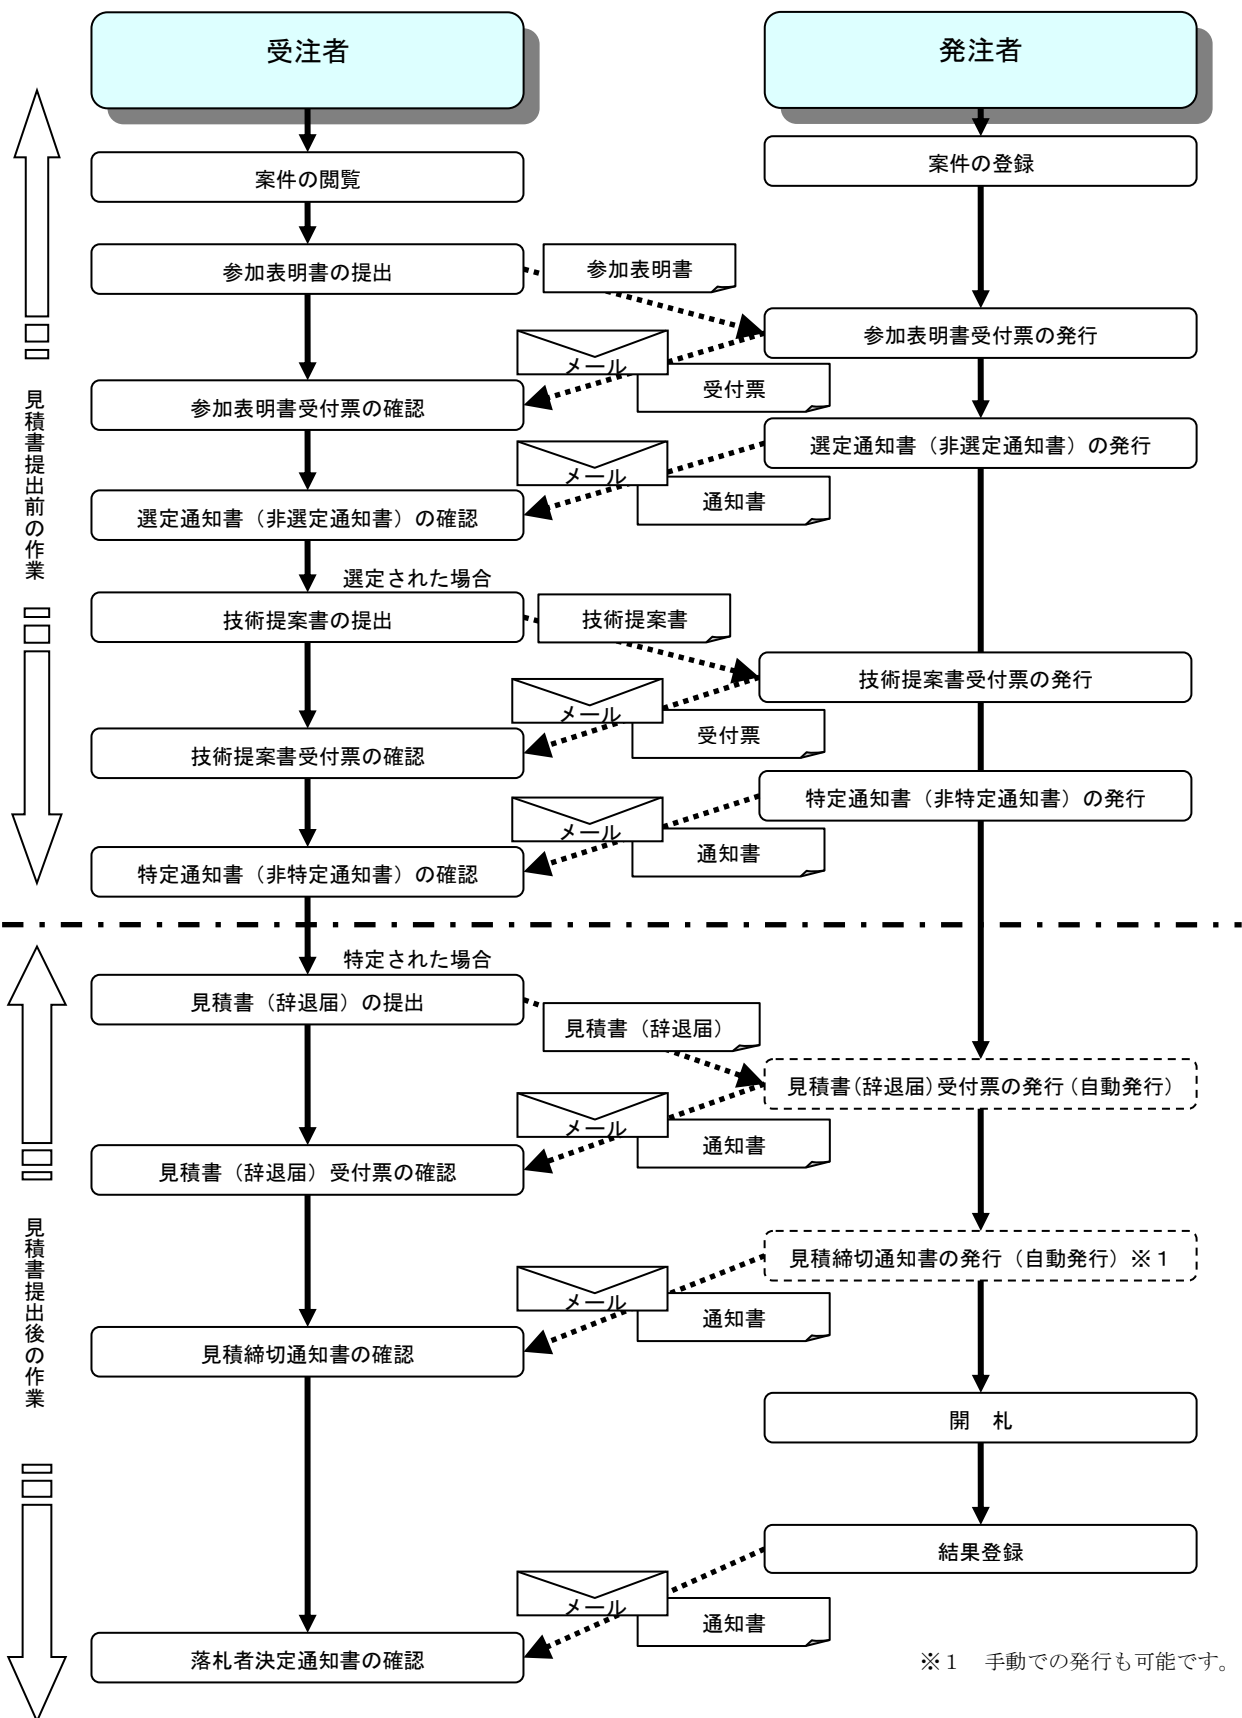 受注者
発注者
案件の閲覧
案件の登録
参加表明書の提出
参加表明書
参加表明書受付票の発行
メール
受付票
参加表明書受付票の確認
選定通知書（非選定通知書）の発行
メール
通知書
選定通知書（非選定通知書）の確認
見積書提出前の作業
選定された場合
技術提案書の提出
技術提案書
技術提案書受付票の発行
メール
受付票
技術提案書受付票の確認
特定通知書（非特定通知書）の発行
メール
通知書
特定通知書（非特定通知書）の確認
特定された場合
見積書（辞退届）の提出
見積書（辞退届）
見積書（辞退届）受付票の発行（自動発行）
メール
通知書
見積書（辞退届）受付票の確認
見積書提出後の作業
見積締切通知書の発行（自動発行）※１
メール
通知書
見積締切通知書の確認
開　札
結果登録
メール
通知書
落札者決定通知書の確認
※１　手動での発行も可能です。